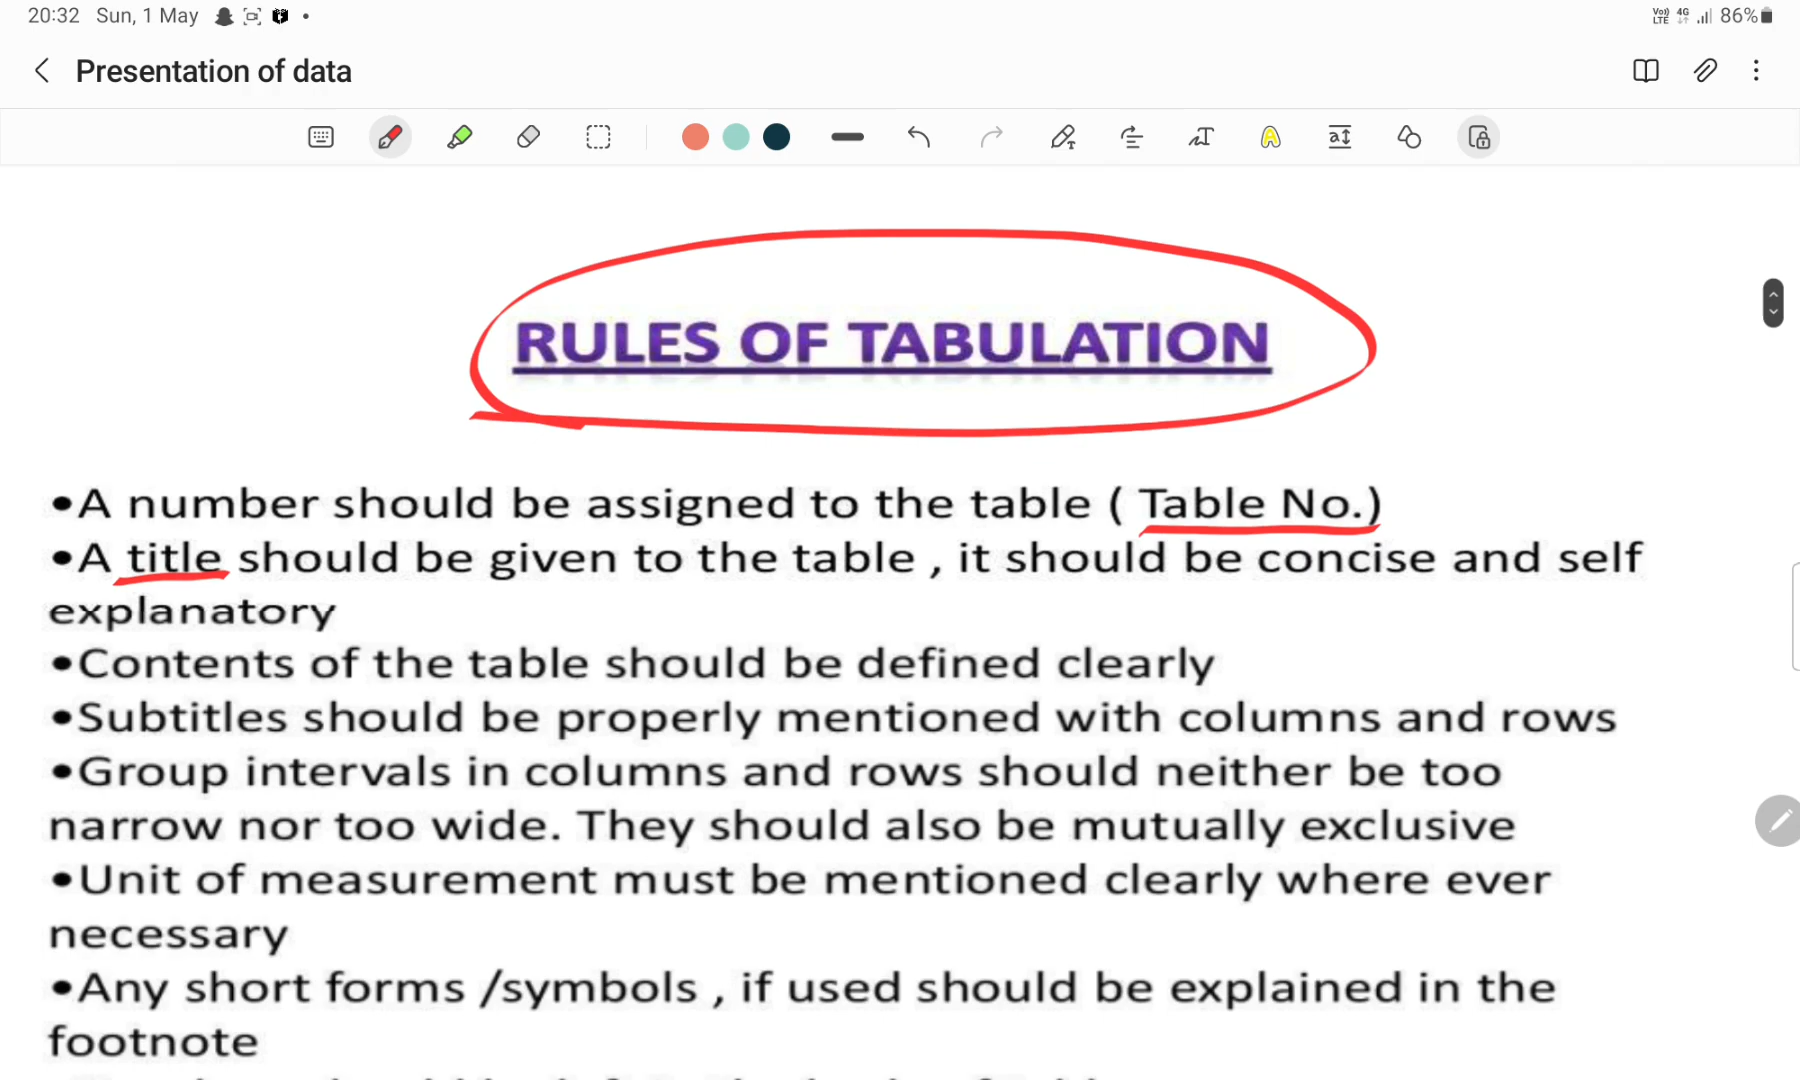 20:32 Sun, 1 May
Vo)) LTE 4G 86%
Presentation of data
RULES OF TABULATION
•A number should be assigned to the table ( Table No.)
•A title should be given to the table , it should be concise and self
explanatory
•Contents of the table should be defined clearly
•Subtitles should be properly mentioned with columns and rows
•Group intervals in columns and rows should neither be too
narrow nor too wide. They should also be mutually exclusive
•Unit of measurement must be mentioned clearly where ever
necessary
•Any short forms /symbols , if used should be explained in the
footnote